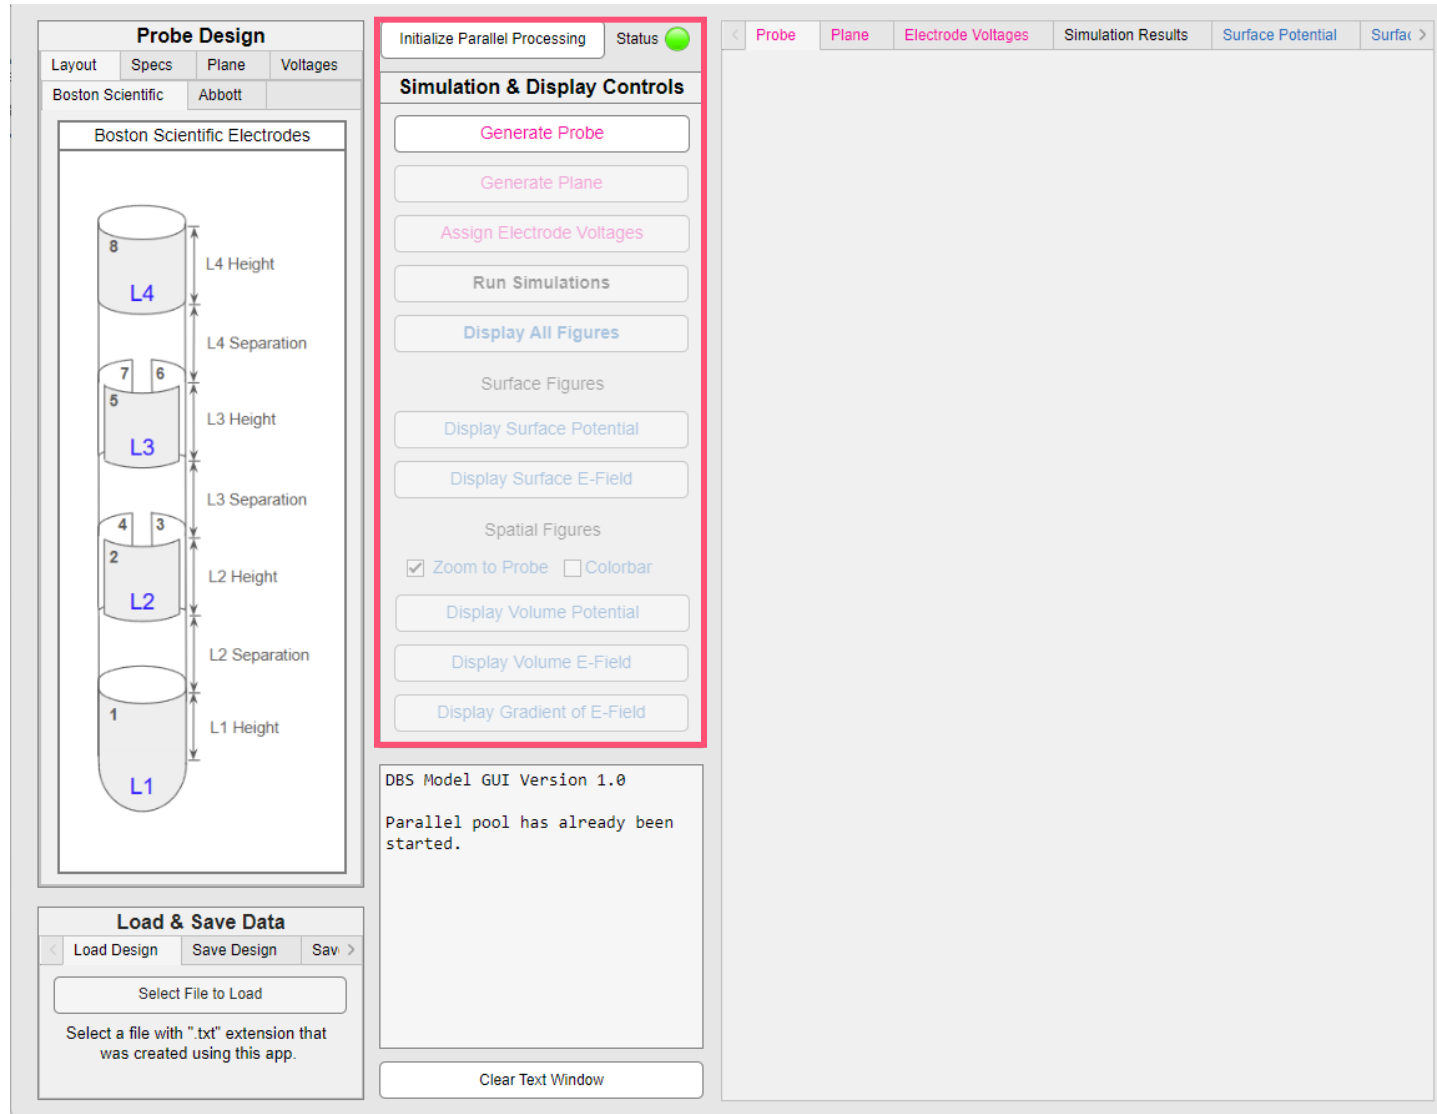 Probe Design
Layout Specs Plane Voltages
Boston Scientific Abbott
Boston Scientific Electrodes
8
L4 Height
L4
L4 Separation
7 6
5
L3 Height
L3
L3 Separation
4 3
2
L2 Height
L2
L2 Separation
1
L1 Height
L1
Load & Save Data
Load Design Save Design
Select File to Load
Select a file with ".txt" extension that
was created using this app.
Initialize Parallel Processing Status
Simulation & Display Controls
Generate Probe
Generate Plane
Assign Electrode Voltages
Run Simulations
Display All Figures
Surface Figures
Display Surface Potential
Display Surface E-Field
Spatial Figures
Zoom to Probe Colorbar
Display Volume Potential
Display Volume E-Field
Display Gradient of E-Field
DBS Model GUI Version 1.0
Parallel pool has already been
started.
Clear Text Window
Probe Plane Electrode Voltages Simulation Results Surface Potential